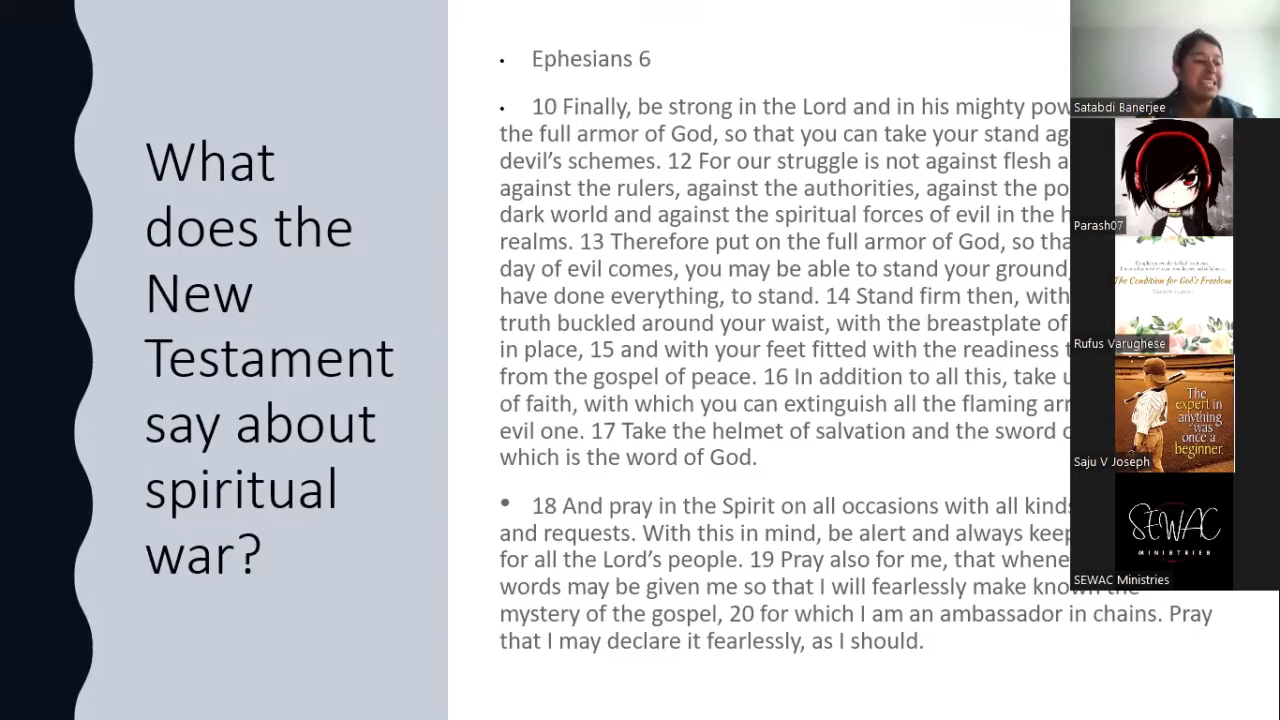 What
does the
New
Testament
say about
spiritual
war?
• Ephesians 6
• 10 Finally, be strong in the Lord and in his mighty pow
the full armor of God, so that you can take your stand ag
devil’s schemes. 12 For our struggle is not against flesh a
against the rulers, against the authorities, against the po
dark world and against the spiritual forces of evil in the h
realms. 13 Therefore put on the full armor of God, so tha
day of evil comes, you may be able to stand your ground,
have done everything, to stand. 14 Stand firm then, with
truth buckled around your waist, with the breastplate of
in place, 15 and with your feet fitted with the readiness t
from the gospel of peace. 16 In addition to all this, take u
of faith, with which you can extinguish all the flaming arr
evil one. 17 Take the helmet of salvation and the sword o
which is the word of God.
• 18 And pray in the Spirit on all occasions with all kinds
and requests. With this in mind, be alert and always keep
for all the Lord’s people. 19 Pray also for me, that whene
words may be given me so that I will fearlessly make known the
mystery of the gospel, 20 for which I am an ambassador in chains. Pray
that I may declare it fearlessly, as I should.
Satabdi Banerjee
Parash07
The Condition for God's Freedom
Rufus Varughese
The
expert in
anything
was
once a
beginner.
Saju V Joseph
SEWAC
MINISTRIES
SEWAC Ministries